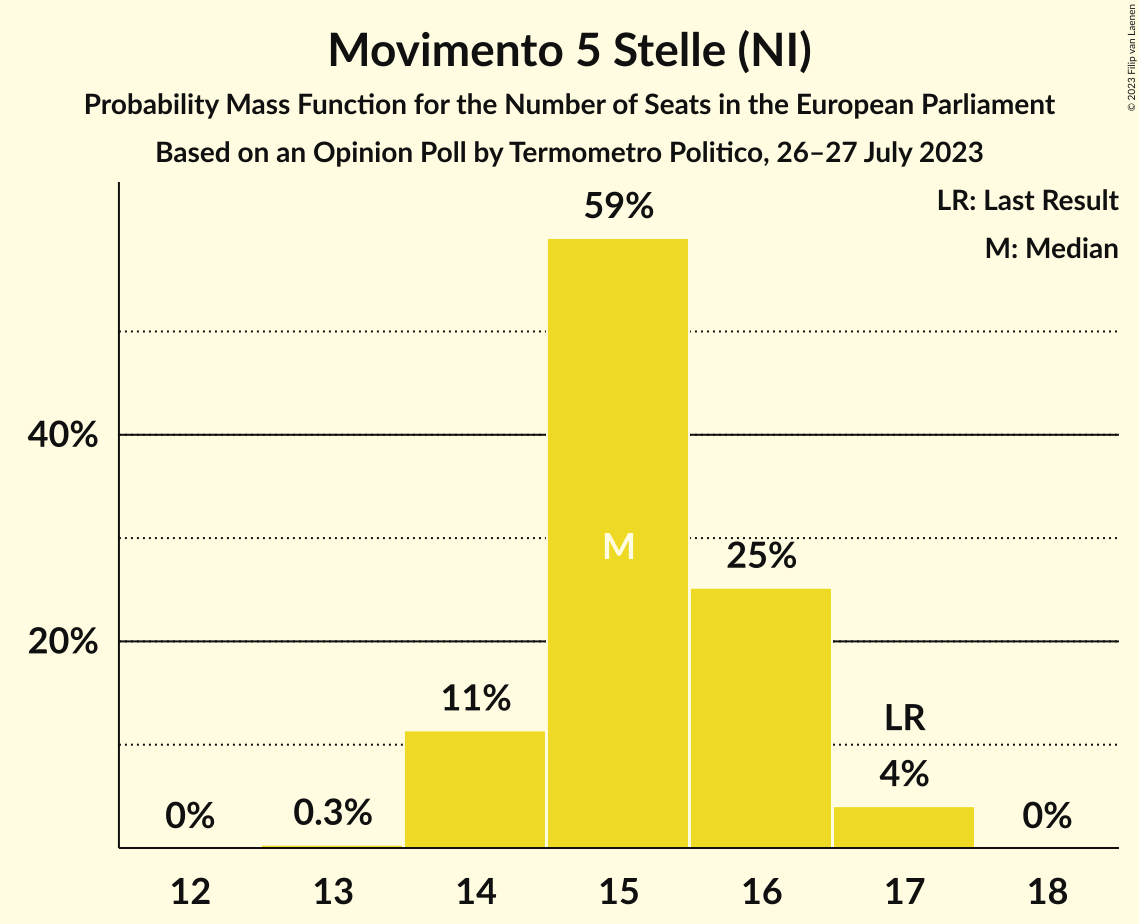 © 2023 Filip van Laenen
Movimento 5 Stelle (NI)
Probability Mass Function for the Number of Seats in the European Parliament
Based on an Opinion Poll by Termometro Politico, 26–27 July 2023
LR: Last Result
M: Median
59%
40%
M
25%
20%
11%
LR
4%
0%
0.3%
0%
12 13 14 15 16 17 18